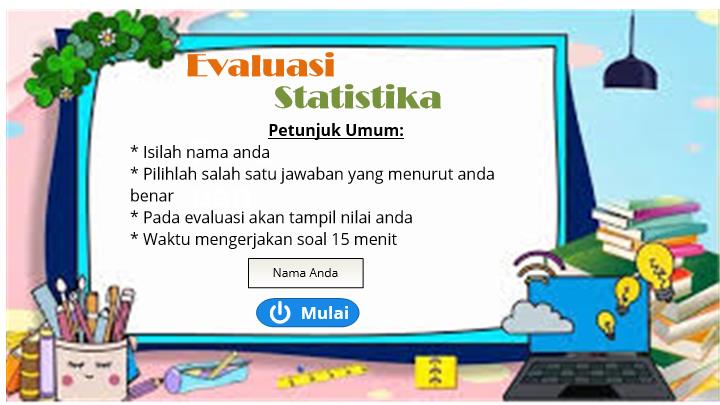 Evaluasi
Statistika
Petunjuk Umum:
* Isilah nama anda
* Pilihlah salah satu jawaban yang menurut anda
benar
* Pada evaluasi akan tampil nilai anda
* Waktu mengerjakan soal 15 menit
Nama Anda
Mulai